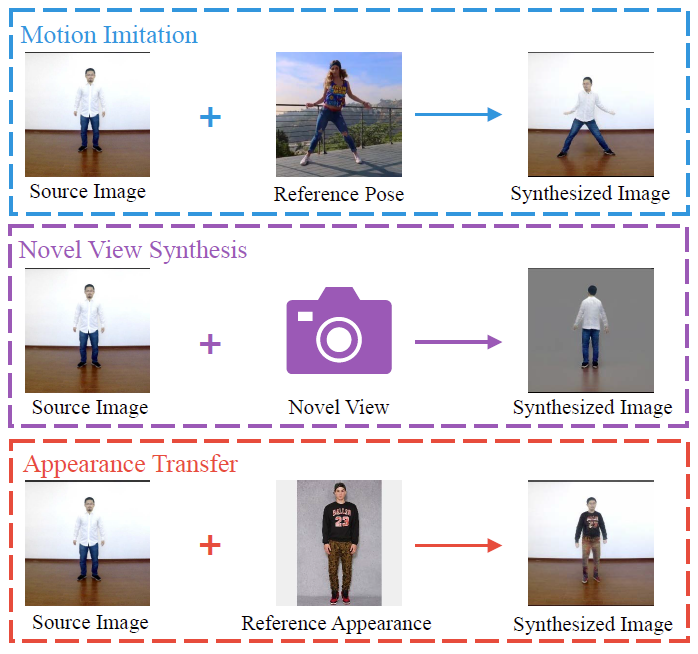 Motion Imitation
Source Image
Reference Pose
Synthesized Image
Novel View Synthesis
Source Image
Novel View
Synthesized Image
Appearance Transfer
BALLER
23
Source Image
Reference Appearance
Synthesized Image